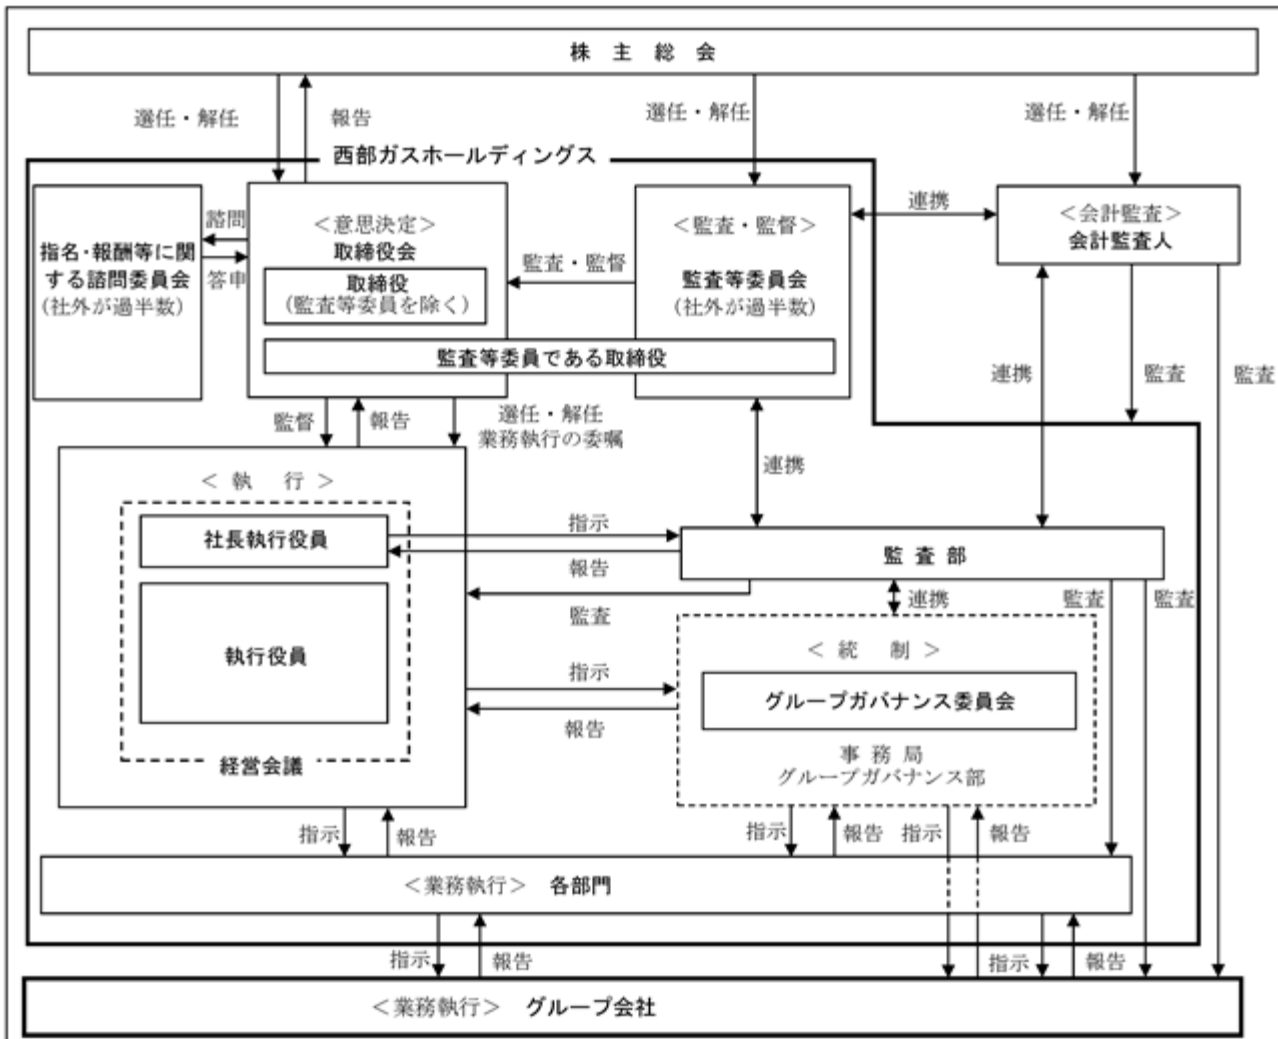 株 主 総 会
選任・解任
報告
選任・解任
選任・解任
西部ガスホールディングス
指名・報酬等に関
する諮問委員会
(社外が過半数)
諮問
答申
<意思決定>
取締役会
取締役
(監査等委員を除く)
監査・監督
<監査・監督>
監査等委員会
(社外が過半数)
監査等委員である取締役
連携
<会計監査>
会計監査人
監督
報告
選任・解任
業務執行の委嘱
連携
連携
監査
監査
<執 行>
社長執行役員
執行役員
経営会議
指示
報告
監査
監 査 部
連携
監査
監査
指示
報告
<統 制>
グループガバナンス委員会
事 務 局
グループガバナンス部
指示
報告
指示
報告
指示
報告
<業務執行> 各部門
指示
報告
指示
報告
<業務執行> グループ会社